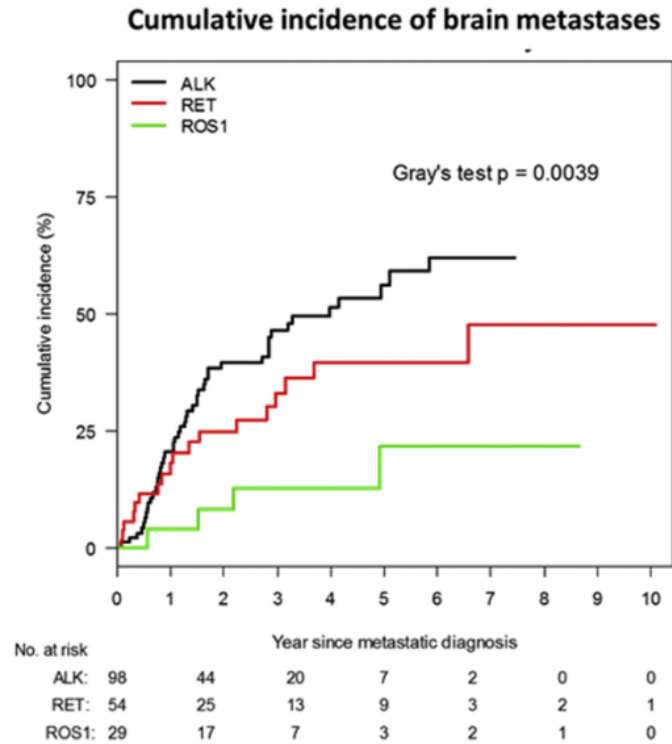 Cumulative incidence of brain metastases
100
75
50
25
0
Cumulative incidence (%)
ALK
RET
ROS1
Gray's test p = 0.0039
0 1 2 3 4 5 6 7 8 9 10
Year since metastatic diagnosis
No. at risk
ALK: 98 44 20 7 2 0 0
RET: 54 25 13 9 3 2 1
ROS1: 29 17 7 3 2 1 0